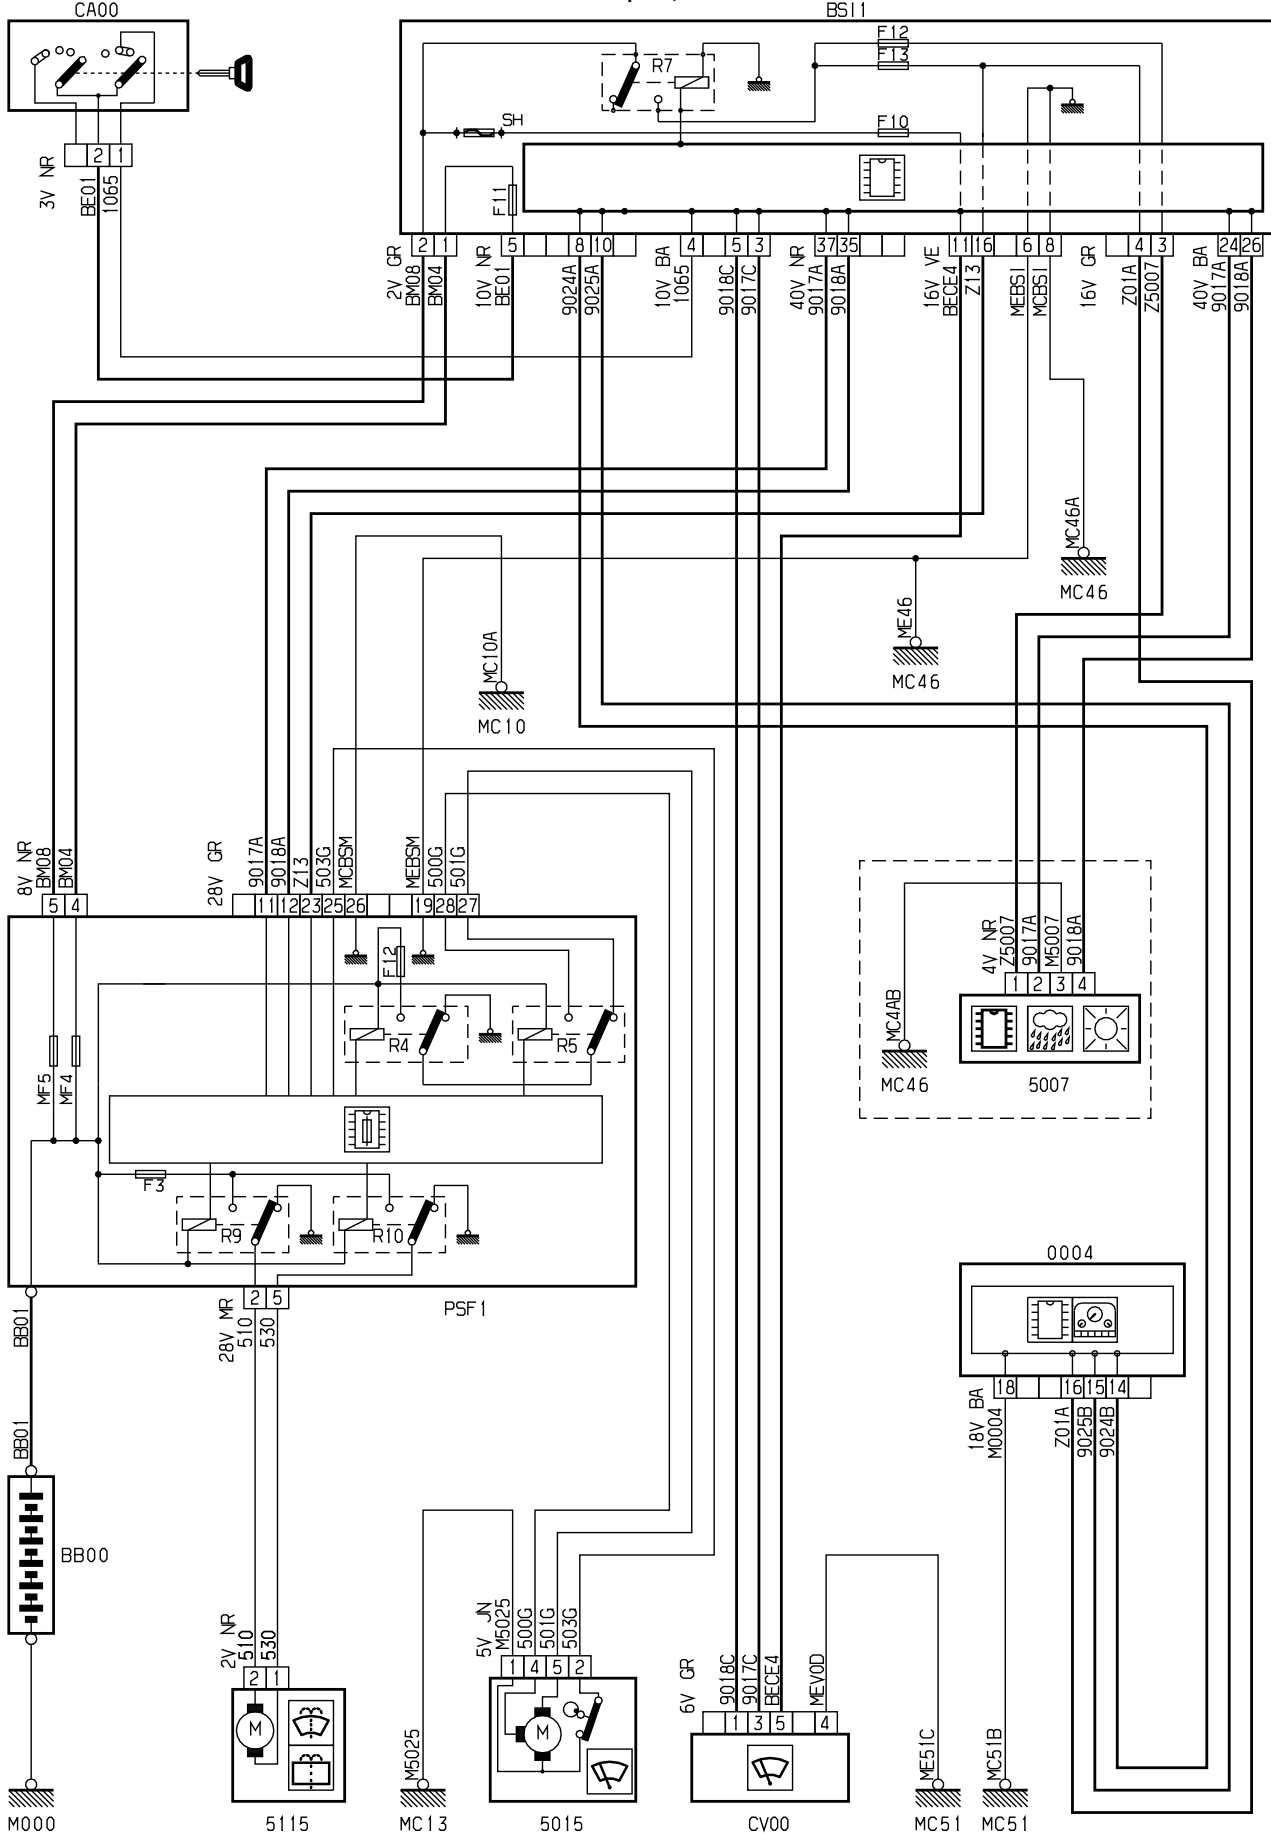 CA00
BSI1
F12
F13
R7
SH
F10
F11
3V NR
2
1
BE01
1065
2V GR
2
1
BM08
BM04
10V NR
5
8
10
BE01
9024A
9025A
10V BA
4
5
3
1065
9018C
9017C
40V NR
37
35
9017A
9018A
16V VE
11
16
6
8
BECE4
Z13
MEBSI
MCBSI
16V GR
4
3
Z01A
Z5007
40V BA
24
26
9017A
9018A
MC46A
MC46
ME46
MC46
MC10A
MC10
8V NR
BM08
BM04
5
4
28V GR
9017A
9018A
Z13
503G
MCBSM
MEBSM
500G
501G
11
12
23
25
26
19
28
27
F12
R4
R5
MF5
MF4
F3
R9
R10
PSF1
4V NR
Z5007
9017A
M5007
9018A
1
2
3
4
MC4AB
MC46
5007
28V MR
2
5
510
530
BB01
BB01
BB00
M000
0004
18V BA
18
16
15
14
M0004
Z01A
9025B
9024B
2V NR
510
530
2
1
M
5115
5V JN
M5025
500G
501G
503G
1
4
5
2
M
5015
M5025
MC13
6V GR
9018C
9017C
BECE4
MEV0D
1
3
5
4
CV00
ME51C
MC51
MC51B
MC51